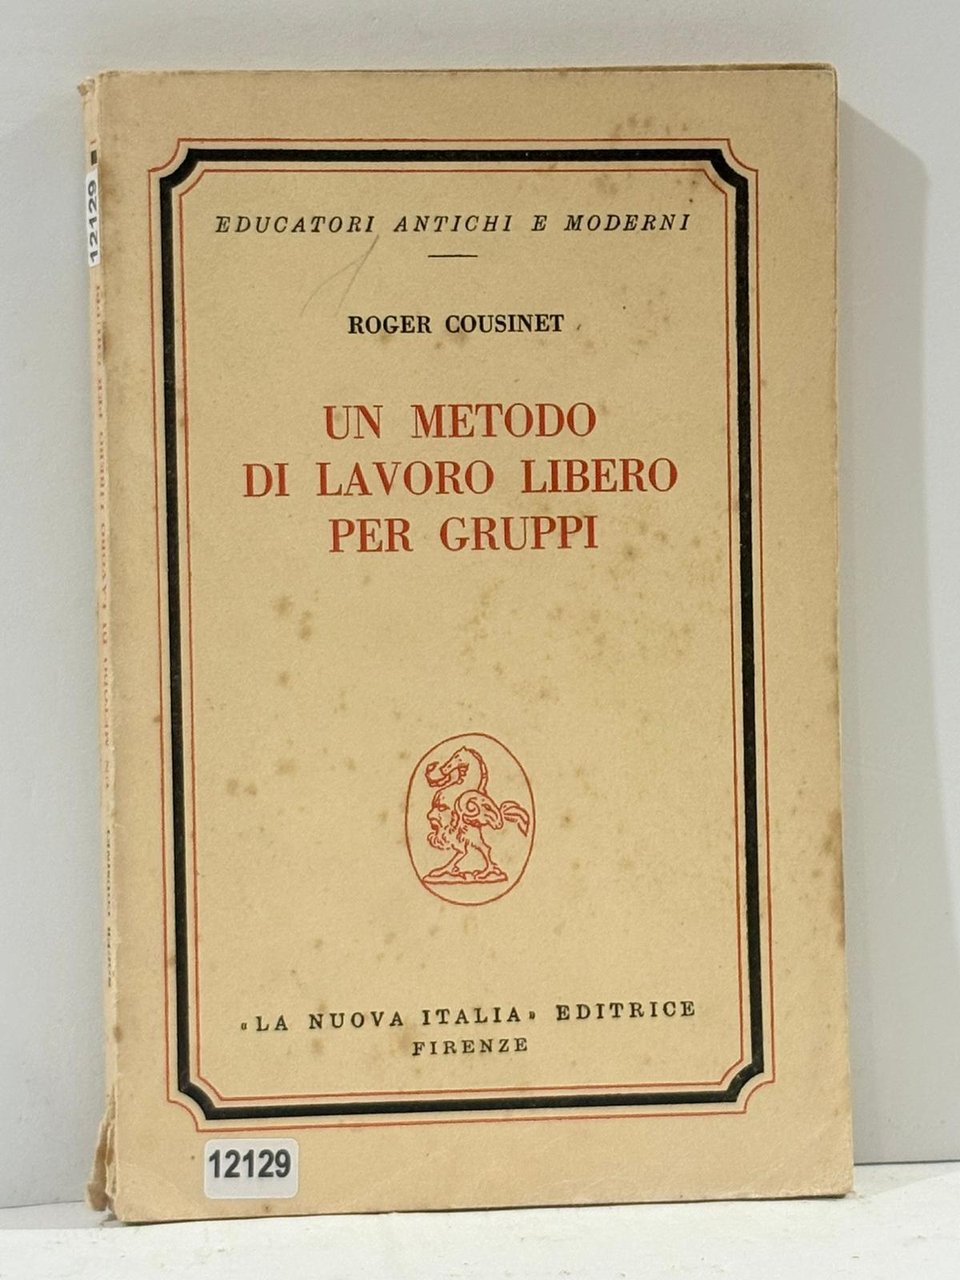 EDUCATORI ANTICHI E MODERNI
ROGER COUSINET
UN METODO
DI LAVORO LIBERO
PER GRUPPI
«LA NUOVA ITALIA» EDITRICE
FIRENZE
12129
12129